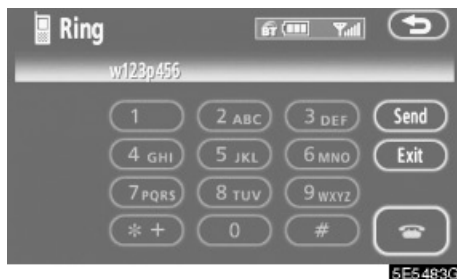 Ring BT
w123p456
1 2 ABC 3 DEF Send
4 GHI 5 JKL 6 MNO Exit
7 PQRS 8 TUV 9 WXYZ
* + 0 #
5E5483G